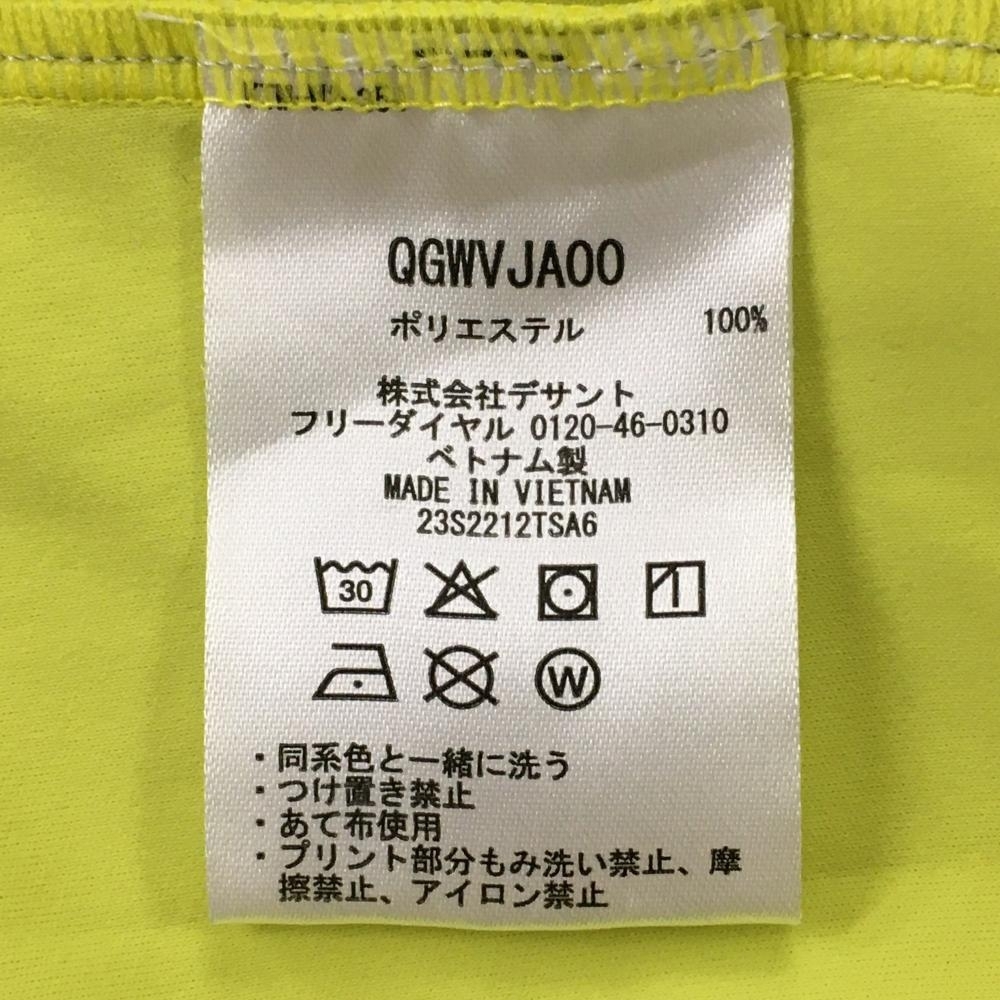 QGWVJA00
ポリエステル 100%
株式会社デサント
フリーダイヤル 0120-46-0310
ベトナム製
MADE IN VIETNAM
23S2212TSA6
30
W
・同系色と一緒に洗う
・つけ置き禁止
・あて布使用
・プリント部分もみ洗い禁止、摩
擦禁止、アイロン禁止